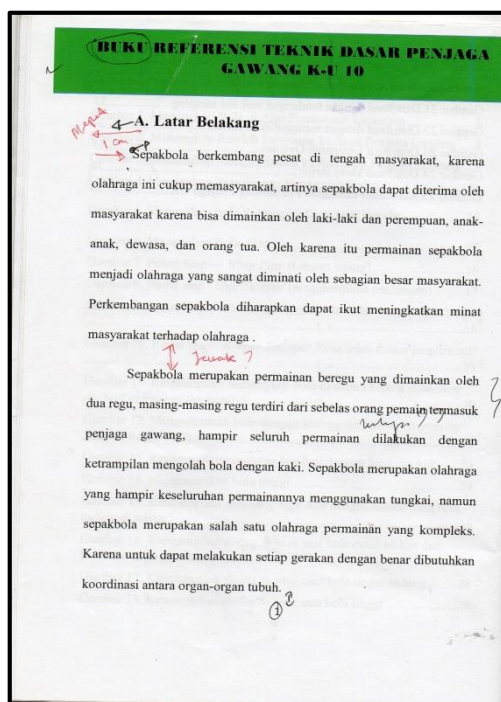 BUKU REFERENSI TEKNIK DASAR PENJAGA
GAWANG K-U 10
Mepet
A. Latar Belakang
1 cm
Sepakbola berkembang pesat di tengah masyarakat, karena
olahraga ini cukup memasyarakat, artinya sepakbola dapat diterima oleh
masyarakat karena bisa dimainkan oleh laki-laki dan perempuan, anak-
anak, dewasa, dan orang tua. Oleh karena itu permainan sepakbola
menjadi olahraga yang sangat diminati oleh sebagian besar masyarakat.
Perkembangan sepakbola diharapkan dapat ikut meningkatkan minat
masyarakat terhadap olahraga .
Sepakbola merupakan permainan beregu yang dimainkan oleh
dua regu, masing-masing regu terdiri dari sebelas orang pemain termasuk
penjaga gawang, hampir seluruh permainan dilakukan dengan
ketrampilan mengolah bola dengan kaki. Sepakbola merupakan olahraga
yang hampir keseluruhan permainannya menggunakan tungkai, namun
sepakbola merupakan salah satu olahraga permainan yang kompleks.
Karena untuk dapat melakukan setiap gerakan dengan benar dibutuhkan
koordinasi antara organ-organ tubuh.
1